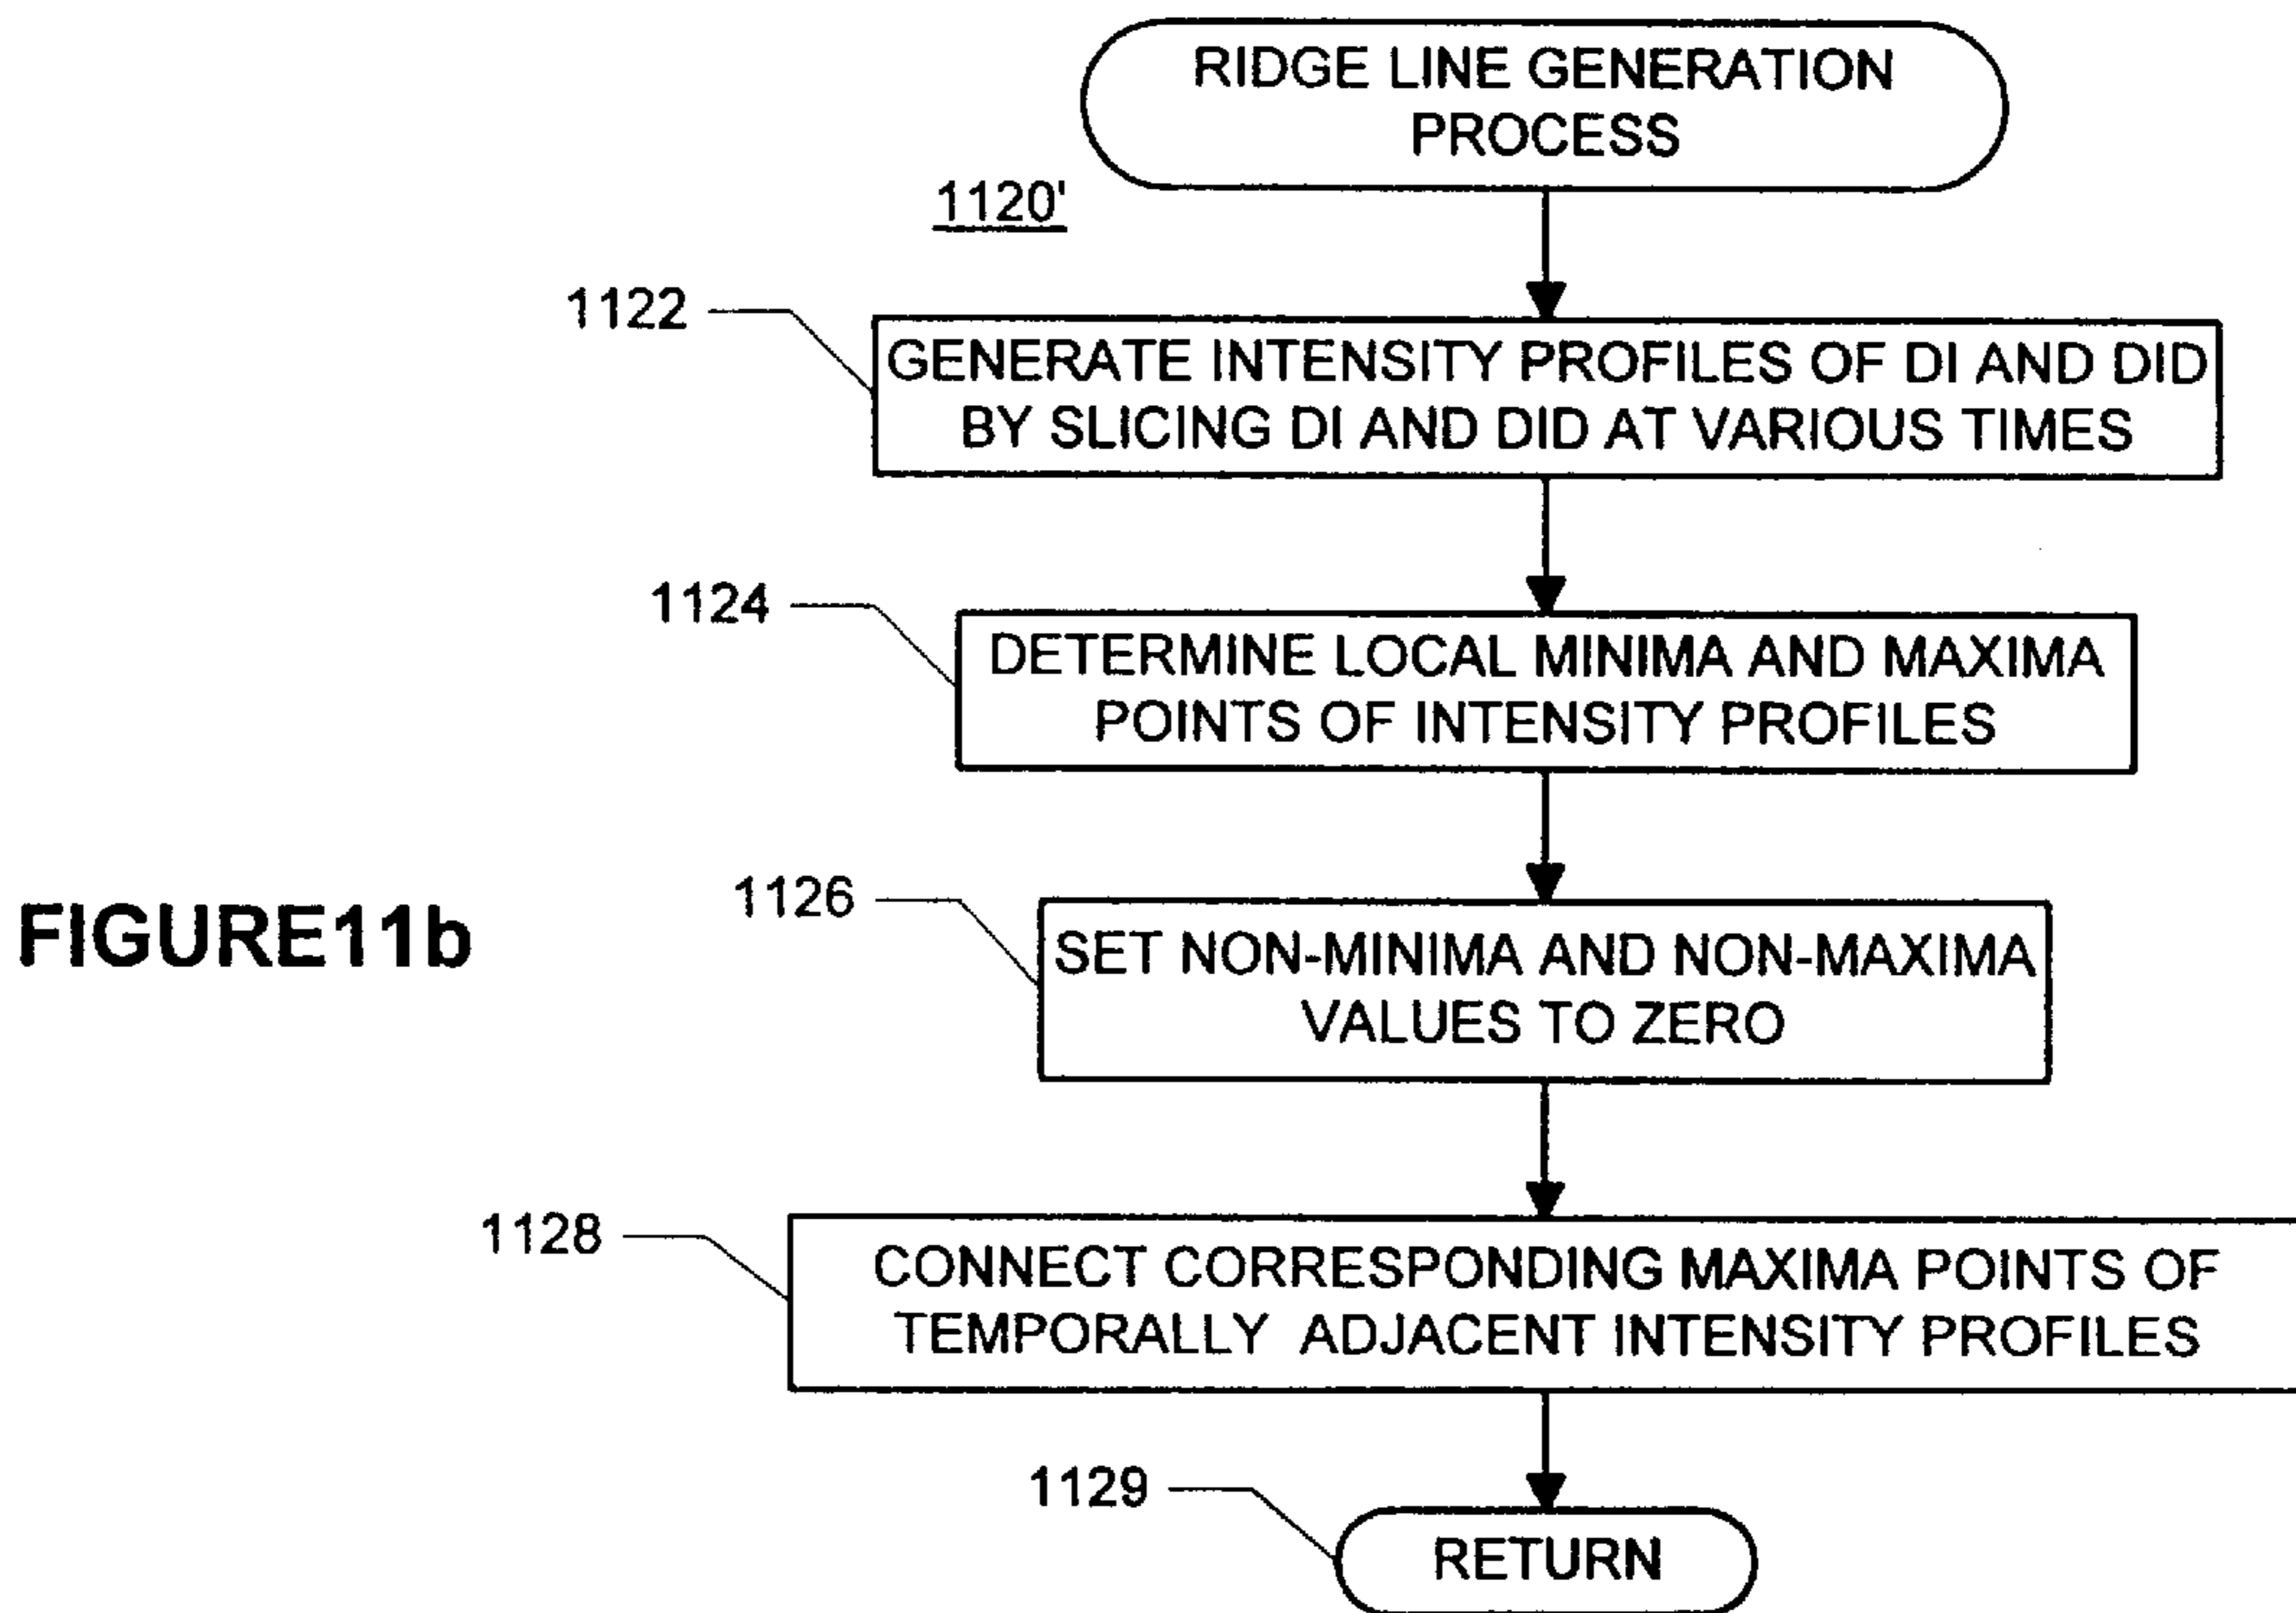 RIDGE LINE GENERATION
PROCESS
1120'
1122
GENERATE INTENSITY PROFILES OF DI AND DID
BY SLICING DI AND DID AT VARIOUS TIMES
1124
DETERMINE LOCAL MINIMA AND MAXIMA
POINTS OF INTENSITY PROFILES
1126
SET NON-MINIMA AND NON-MAXIMA
VALUES TO ZERO
FIGURE11b
1128
CONNECT CORRESPONDING MAXIMA POINTS OF
TEMPORALLY ADJACENT INTENSITY PROFILES
1129
RETURN